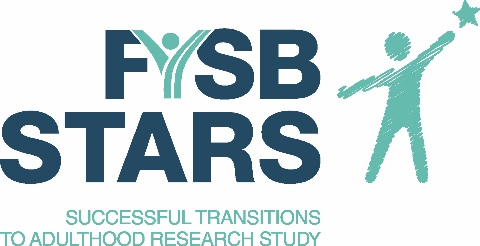 FYSB
STARS
SUCCESSFUL TRANSITIONS
TO ADULTHOOD RESEARCH STUDY